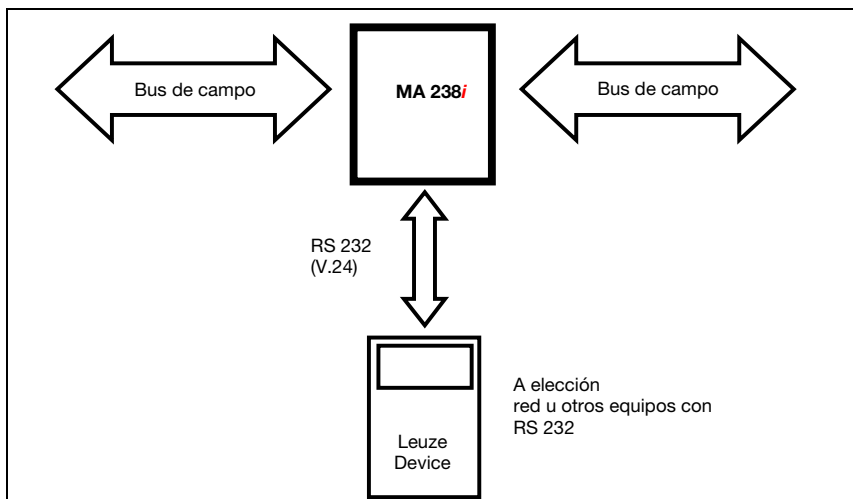 Bus de campo
MA 238i
Bus de campo
RS 232
(V.24)
A elección
red u otros equipos con
RS 232
Leuze
Device